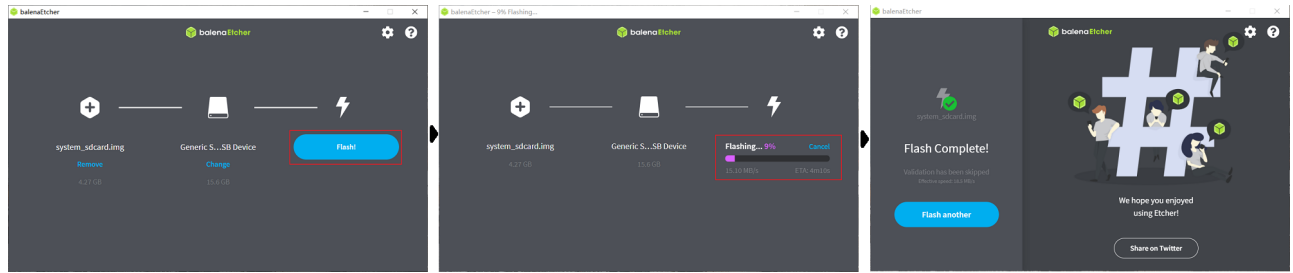 balenaEtcher
balenaEtcher
system_sdcard.img
Remove
4.27 GB
Generic S...SB Device
Change
15.6 GB
Flash!
balenaEtcher – 9% Flashing...
balenaEtcher
system_sdcard.img
4.27 GB
Generic S...SB Device
15.6 GB
Flashing... 9%
Cancel
15.10 MB/s
ETA: 4m10s
balenaEtcher
balenaEtcher
system_sdcard.img
Flash Complete!
Validation has been skipped
Flash another
We hope you enjoyed
using Etcher!
Share on Twitter